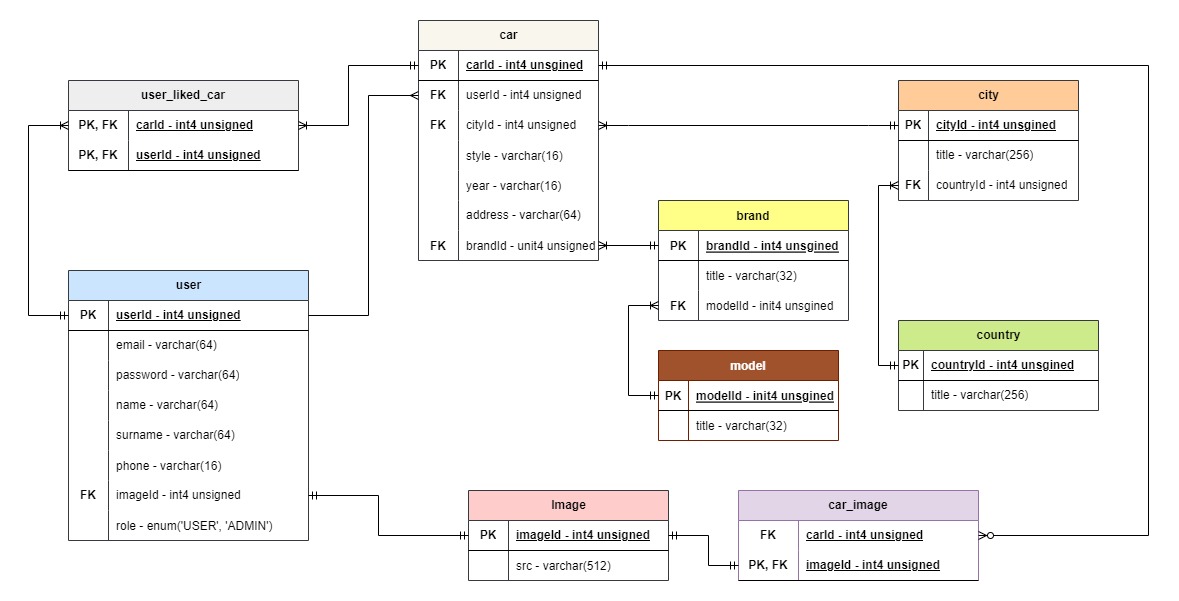 car
PK carId - int4 unsgined
FK userId - int4 unsigned
FK cityId - int4 unsigned
style - varchar(16)
year - varchar(16)
address - varchar(64)
FK brandId - unit4 unsigned
user_liked_car
PK, FK carId - int4 unsigned
PK, FK userId - int4 unsigned
city
PK cityId - int4 unsgined
title - varchar(256)
FK countryId - int4 unsigned
brand
PK brandId - int4 unsgined
title - varchar(32)
FK modelId - init4 unsgined
user
PK userId - int4 unsigned
email - varchar(64)
password - varchar(64)
name - varchar(64)
surname - varchar(64)
phone - varchar(16)
FK imageId - int4 unsigned
role - enum('USER', 'ADMIN')
country
PK countryId - int4 unsgined
title - varchar(256)
model
PK modelId - init4 unsgined
title - varchar(32)
Image
PK imageId - int4 unsigned
src - varchar(512)
car_image
FK carId - int4 unsigned
PK, FK imageId - int4 unsigned